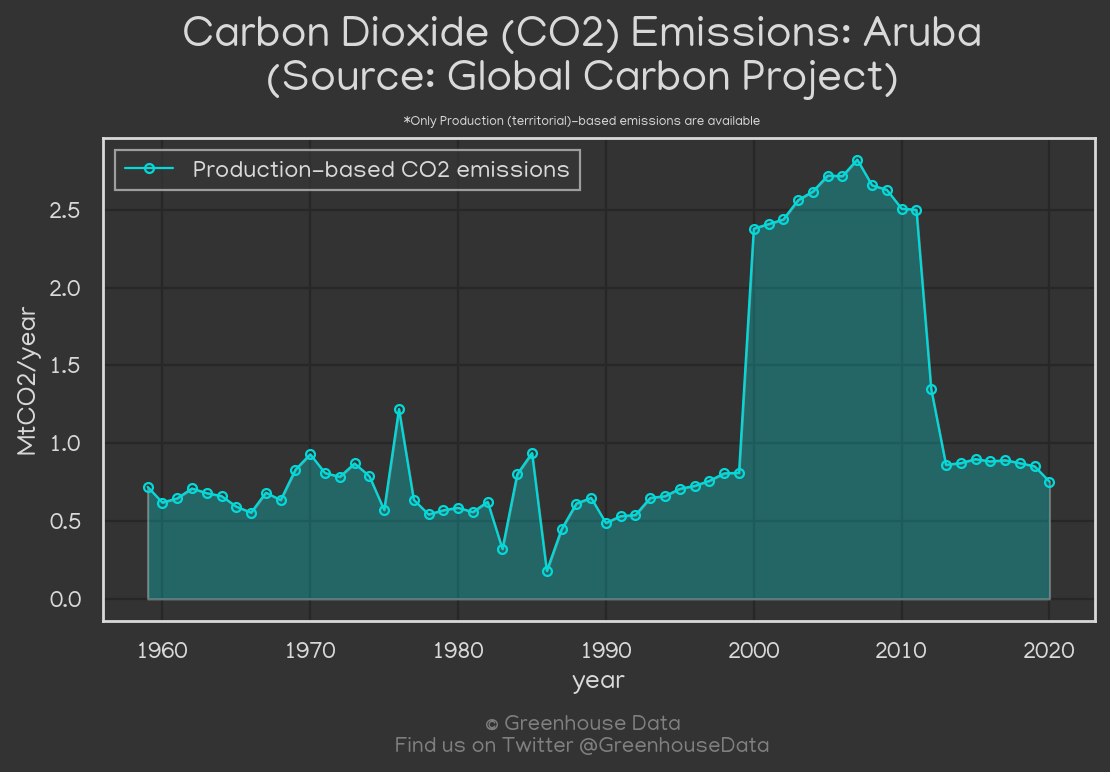 Carbon Dioxide (CO2) Emissions: Aruba
(Source: Global Carbon Project)
*Only Production (territorial)-based emissions are available
Production-based CO2 emissions
MtCO2/year
2.5
2.0
1.5
1.0
0.5
0.0
1960 1970 1980 1990 2000 2010 2020
year
© Greenhouse Data
Find us on Twitter @GreenhouseData